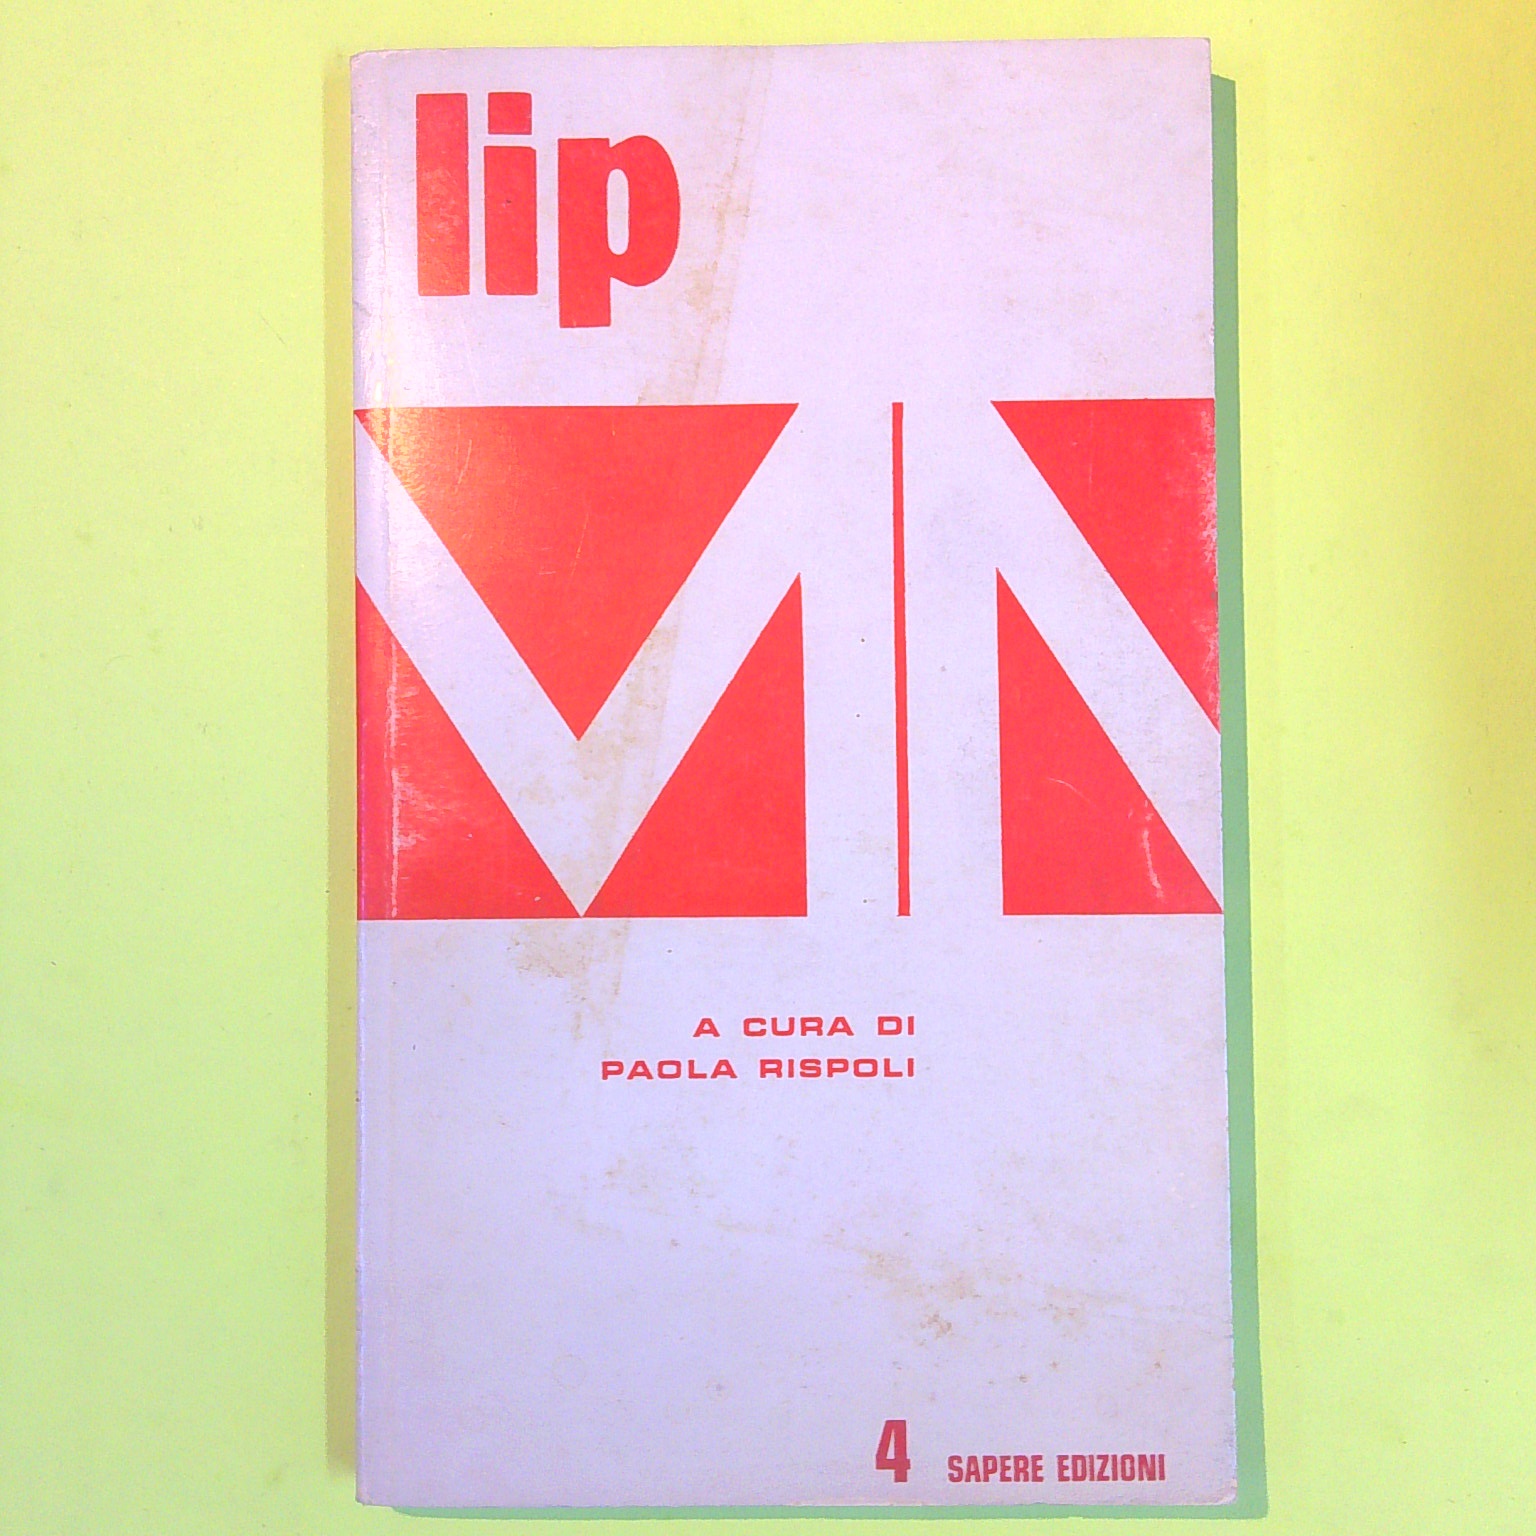 lip
A CURA DI
PAOLA RISPOLI
4 SAPERE EDIZIONI